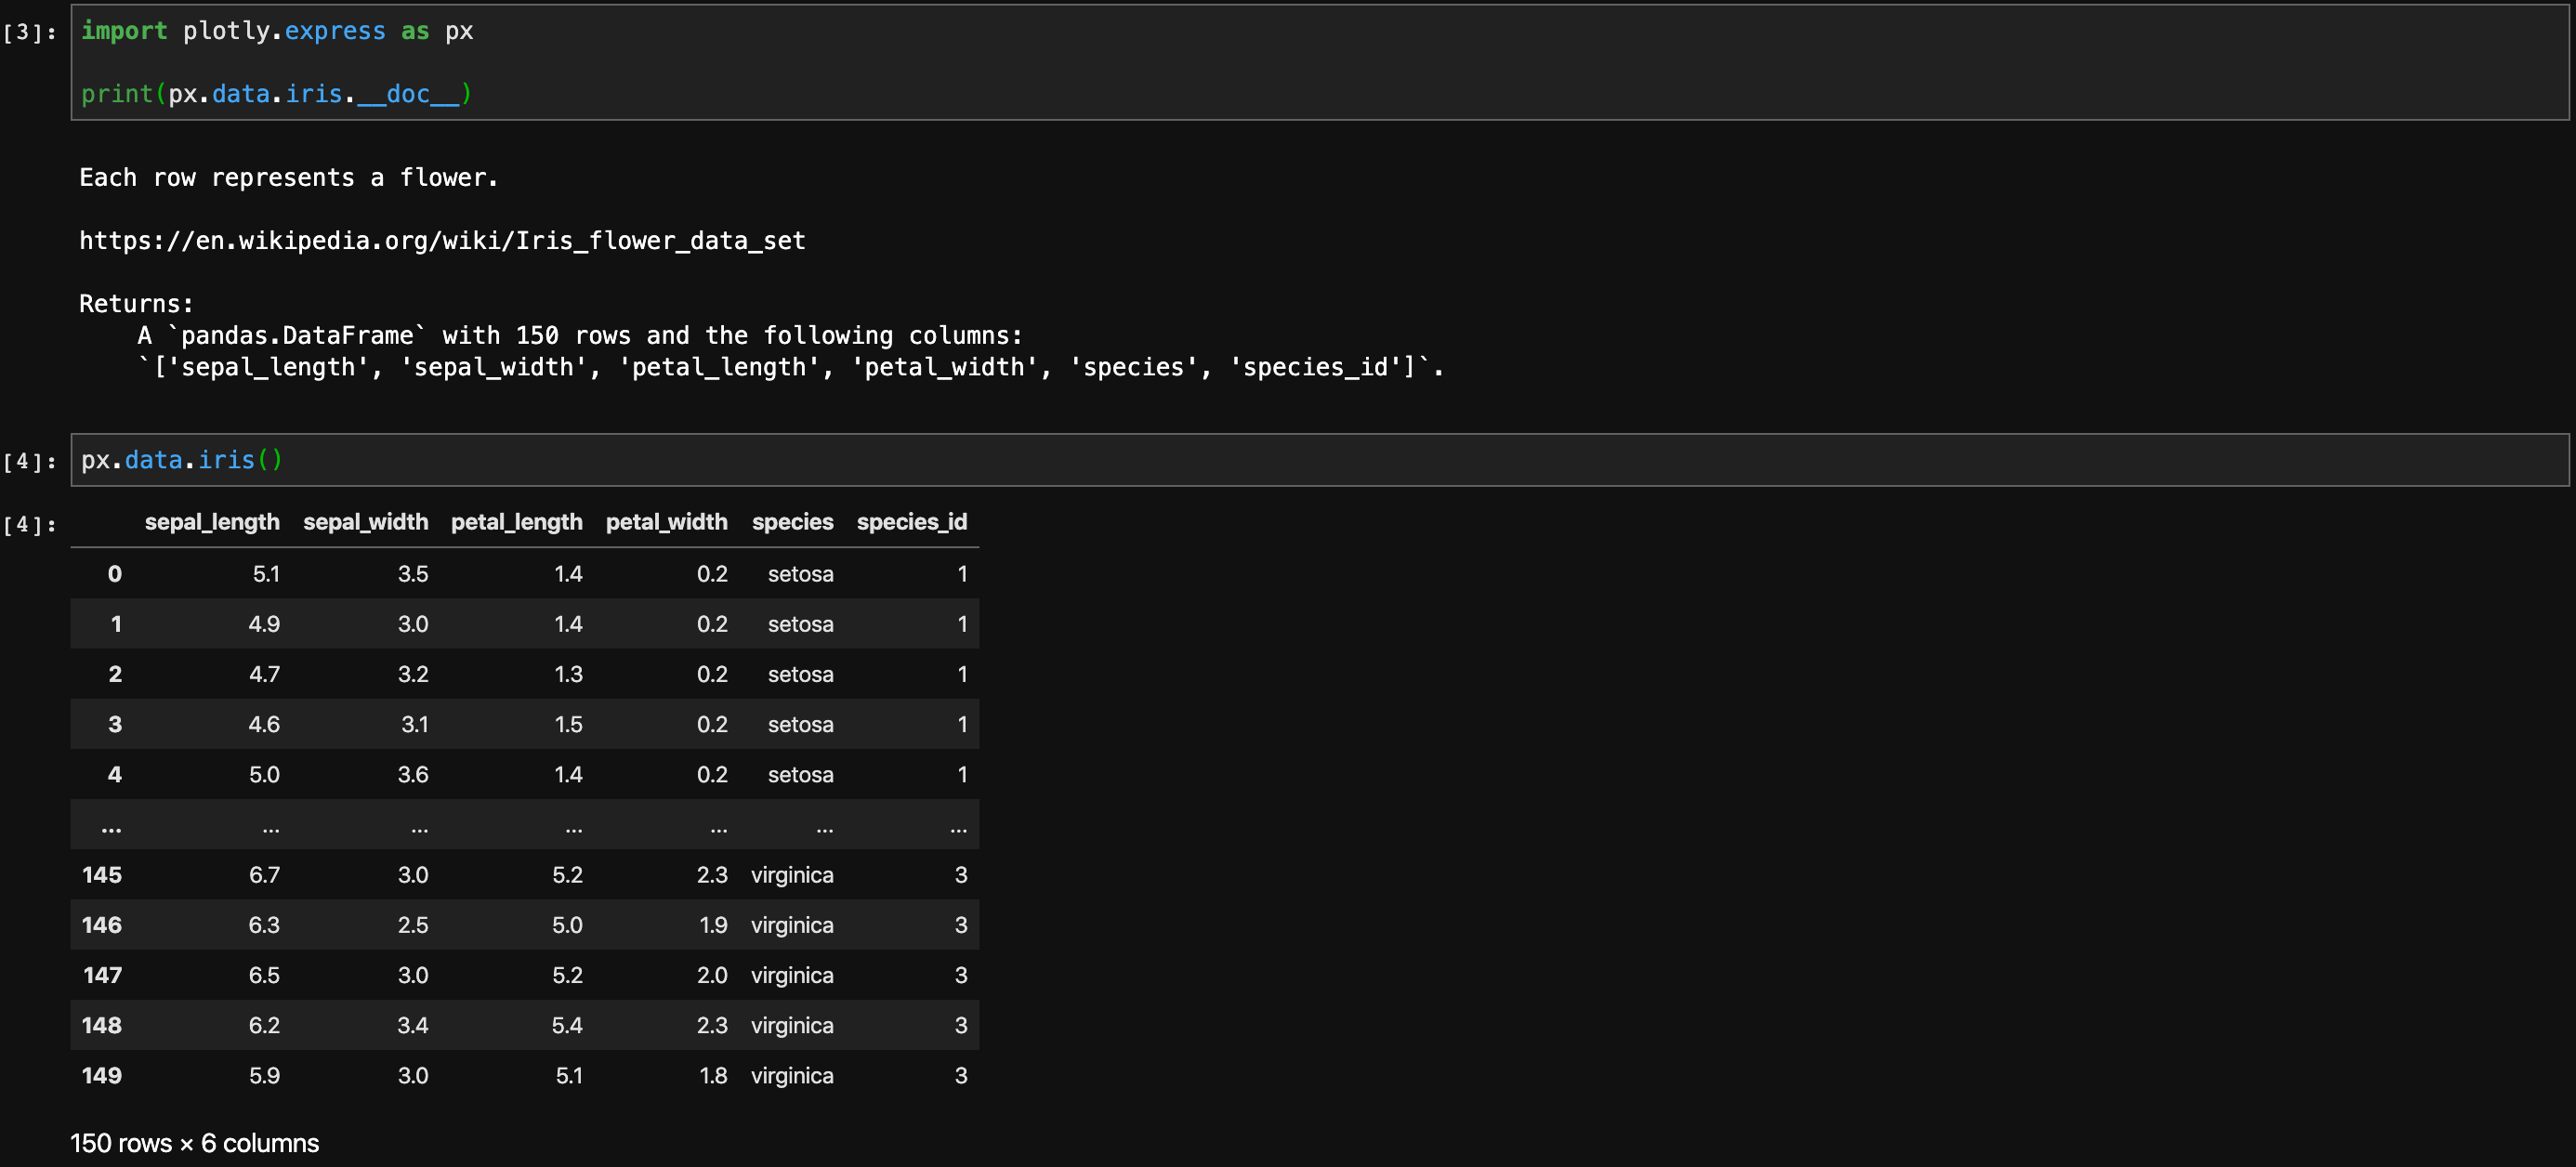 [3]: import plotly.express as px
print(px.data.iris.__doc__)
Each row represents a flower.
https://en.wikipedia.org/wiki/Iris_flower_data_set
Returns:
    A `pandas.DataFrame` with 150 rows and the following columns:
    `['sepal_length', 'sepal_width', 'petal_length', 'petal_width', 'species', 'species_id']`.
[4]: px.data.iris()
[4]: sepal_length sepal_width petal_length petal_width species species_id
0 5.1 3.5 1.4 0.2 setosa 1
1 4.9 3.0 1.4 0.2 setosa 1
2 4.7 3.2 1.3 0.2 setosa 1
3 4.6 3.1 1.5 0.2 setosa 1
4 5.0 3.6 1.4 0.2 setosa 1
... ... ... ... ... ... ...
145 6.7 3.0 5.2 2.3 virginica 3
146 6.3 2.5 5.0 1.9 virginica 3
147 6.5 3.0 5.2 2.0 virginica 3
148 6.2 3.4 5.4 2.3 virginica 3
149 5.9 3.0 5.1 1.8 virginica 3
150 rows × 6 columns